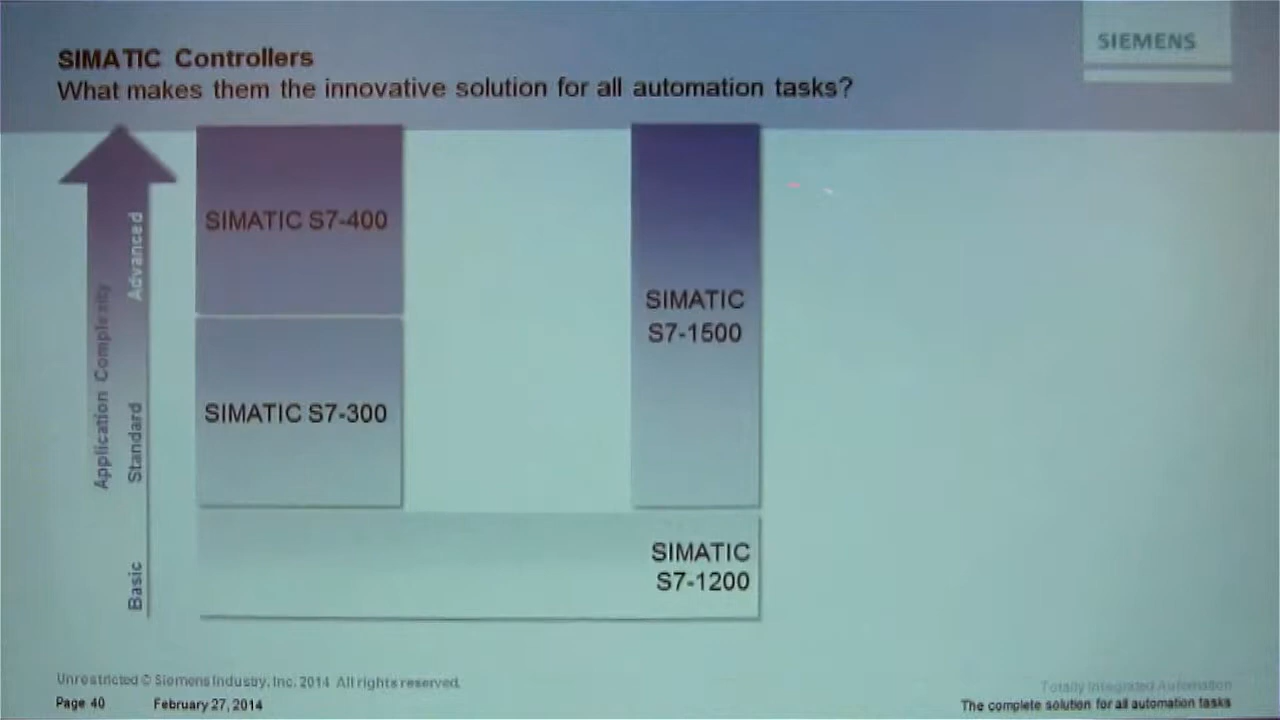 SIMATIC Controllers
What makes them the innovative solution for all automation tasks?
SIEMENS
Application Complexity
Advanced
Standard
Basic
SIMATIC S7-400
SIMATIC S7-300
SIMATIC
S7-1500
SIMATIC
S7-1200
Unrestricted © Siemens Industry, Inc. 2014 All rights reserved.
Page 40 February 27, 2014
Totally Integrated Automation
The complete solution for all automation tasks